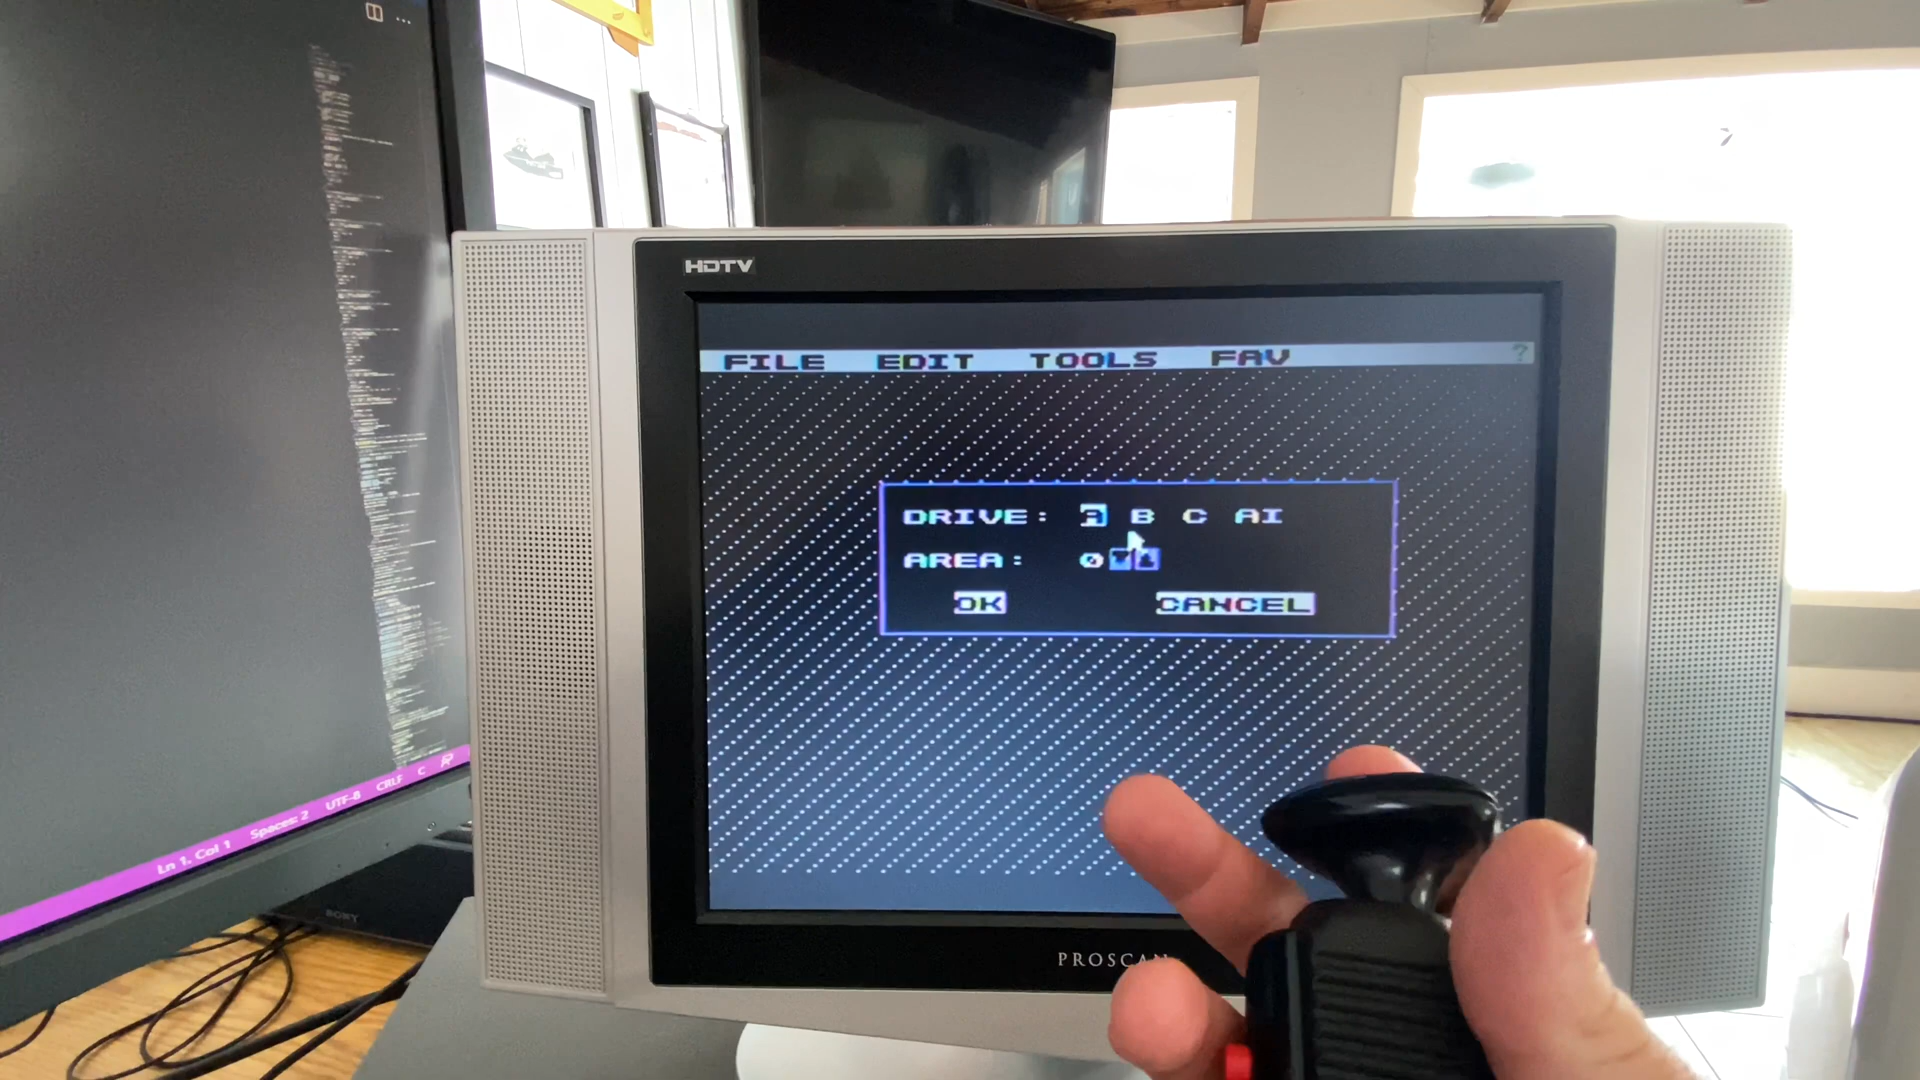 HDTV
FILE EDIT TOOLS FAV ?
DRIVE: A B C AI
AREA: 0
OK CANCEL
PROSCAN
Ln 1, Col 1 Spaces: 2 UTF-8 CRLF C
SONY